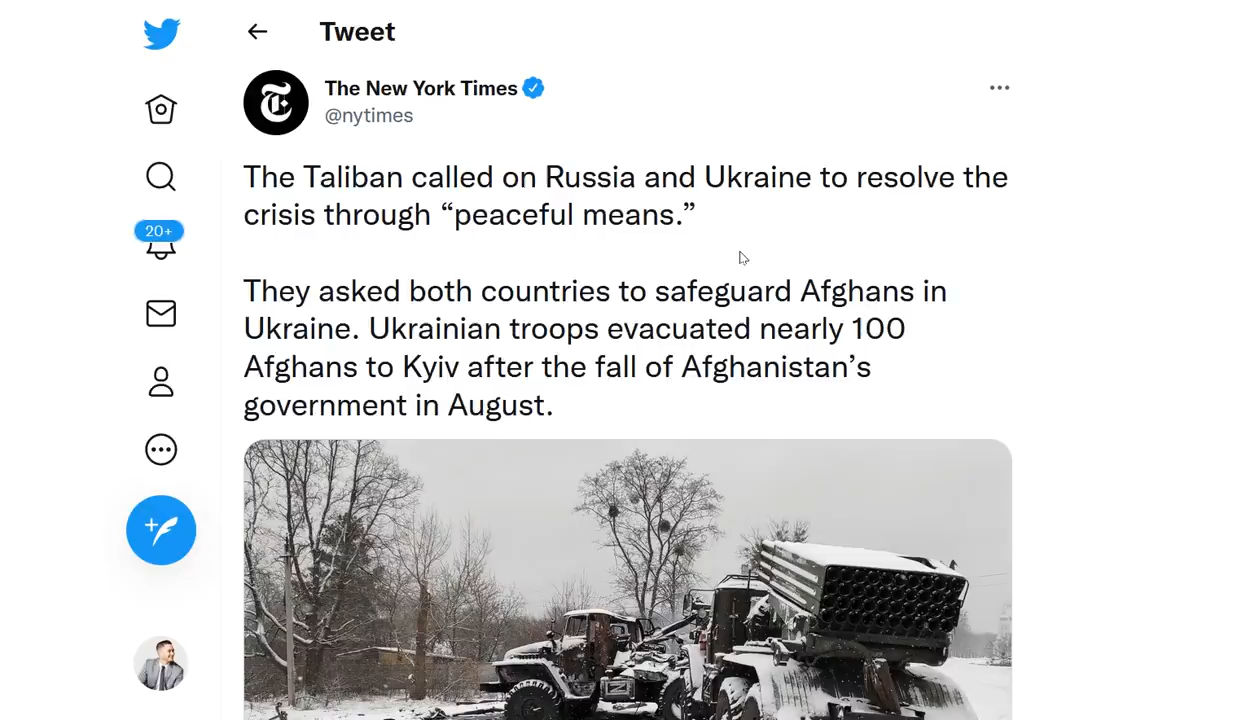 Tweet
The New York Times
@nytimes
The Taliban called on Russia and Ukraine to resolve the
crisis through “peaceful means.”
They asked both countries to safeguard Afghans in
Ukraine. Ukrainian troops evacuated nearly 100
Afghans to Kyiv after the fall of Afghanistan’s
government in August.
20+